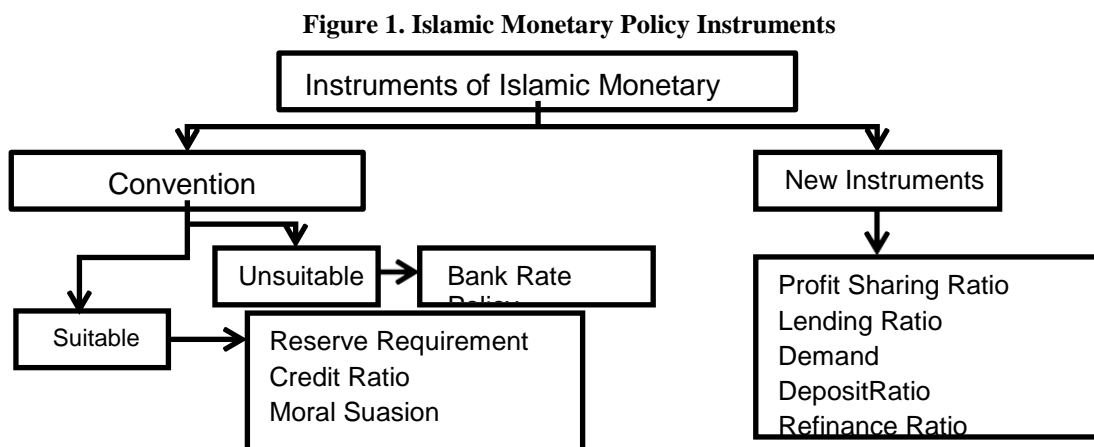 Figure 1. Islamic Monetary Policy Instruments
Instruments of Islamic Monetary
Convention
New Instruments
Unsuitable
Bank Rate
Policy
Suitable
Reserve Requirement
Credit Ratio
Moral Suasion
Profit Sharing Ratio
Lending Ratio
Demand
DepositRatio
Refinance Ratio